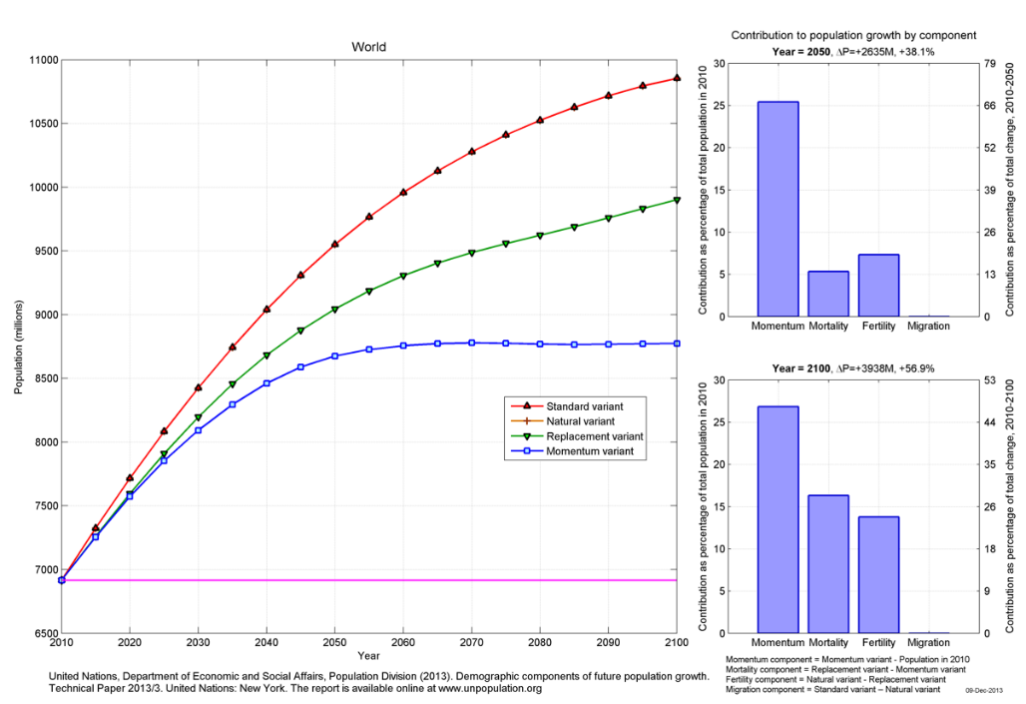 World
11000
10500
10000
9500
9000
8500
8000
7500
7000
6500
Population (millions)
2010 2020 2030 2040 2050 2060 2070 2080 2090 2100
Year
Standard variant
Natural variant
Replacement variant
Momentum variant
United Nations, Department of Economic and Social Affairs, Population Division (2013). Demographic components of future population growth.
Technical Paper 2013/3. United Nations: New York. The report is available online at www.unpopulation.org
Contribution to population growth by component
Year = 2050, ΔP=+2635M, +38.1%
Contribution as percentage of total population in 2010
30 79
25 66
20 52
15 39
10 26
5 13
0 0
Contribution as percentage of total change, 2010-2050
Momentum Mortality Fertility Migration
Year = 2100, ΔP=+3938M, +56.9%
Contribution as percentage of total population in 2010
30 53
25 44
20 35
15 26
10 18
5 9
0 0
Contribution as percentage of total change, 2010-2100
Momentum Mortality Fertility Migration
Momentum component = Momentum variant - Population in 2010
Mortality component = Replacement variant - Momentum variant
Fertility component = Natural variant - Replacement variant
Migration component = Standard variant – Natural variant
09-Dec-2013